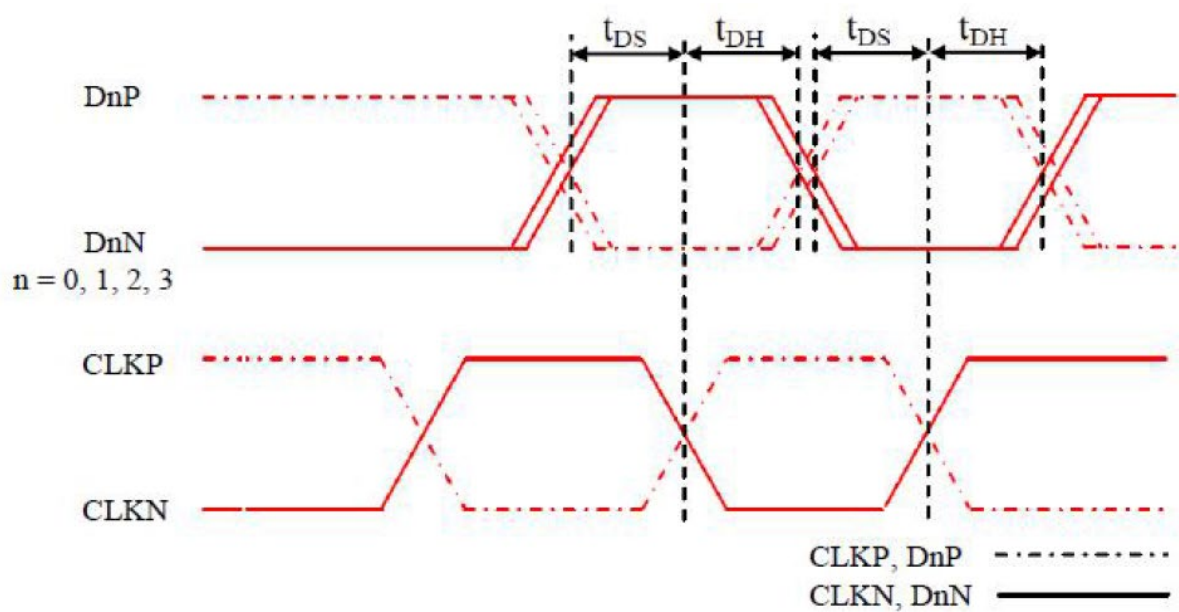 tDS tDH tDS tDH
DnP
DnN
n = 0, 1, 2, 3
CLKP
CLKN
CLKP, DnP
CLKN, DnN